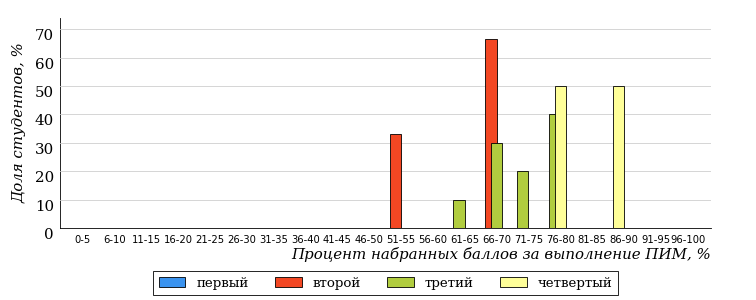 Доля студентов, %
70
60
50
40
30
20
10
0
0-5 6-10 11-15 16-20 21-25 26-30 31-35 36-40 41-45 46-50 51-55 56-60 61-65 66-70 71-75 76-80 81-85 86-90 91-95 96-100
Процент набранных баллов за выполнение ПИМ, %
первый второй третий четвертый